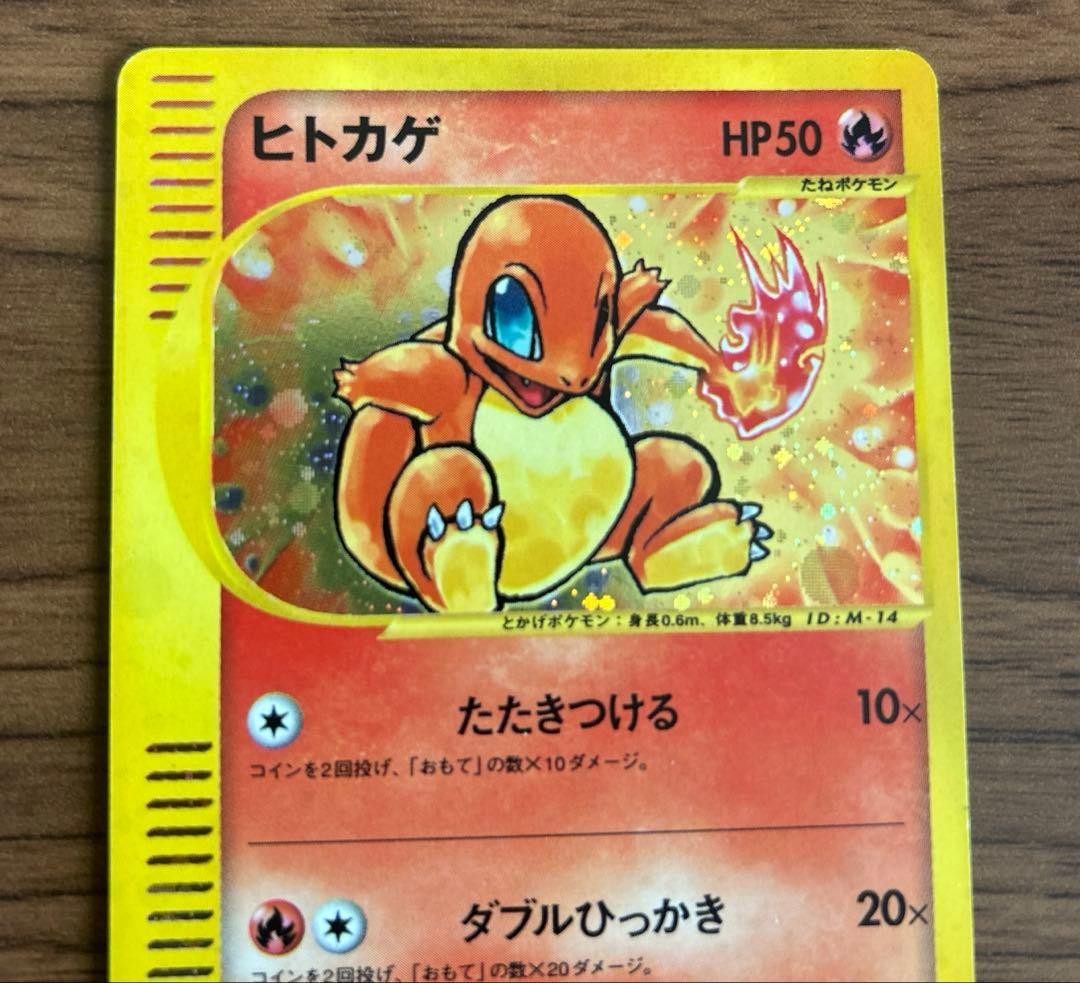 ヒトカゲ HP50
たねポケモン
とかげポケモン：身長0.6m、体重8.5kg ID:M-14
たたきつける 10×
コインを2回投げ、「おもて」の数×10ダメージ。
ダブルひっかき 20×
コインを2回投げ、「おもて」の数×20ダメージ。